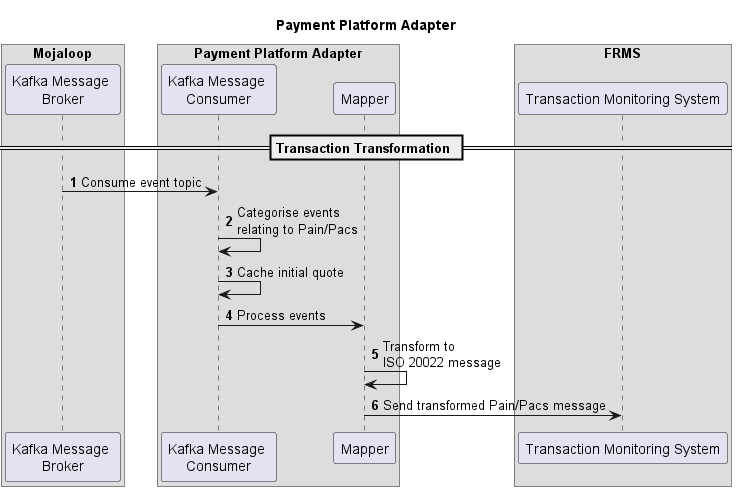 Payment Platform Adapter
Mojaloop
Payment Platform Adapter
FRMS
Kafka Message
Broker
Kafka Message
Consumer
Mapper
Transaction Monitoring System
Transaction Transformation
1 Consume event topic
2 Categorise events
relating to Pain/Pacs
3 Cache initial quote
4 Process events
5 Transform to
ISO 20022 message
6 Send transformed Pain/Pacs message
Kafka Message
Broker
Kafka Message
Consumer
Mapper
Transaction Monitoring System